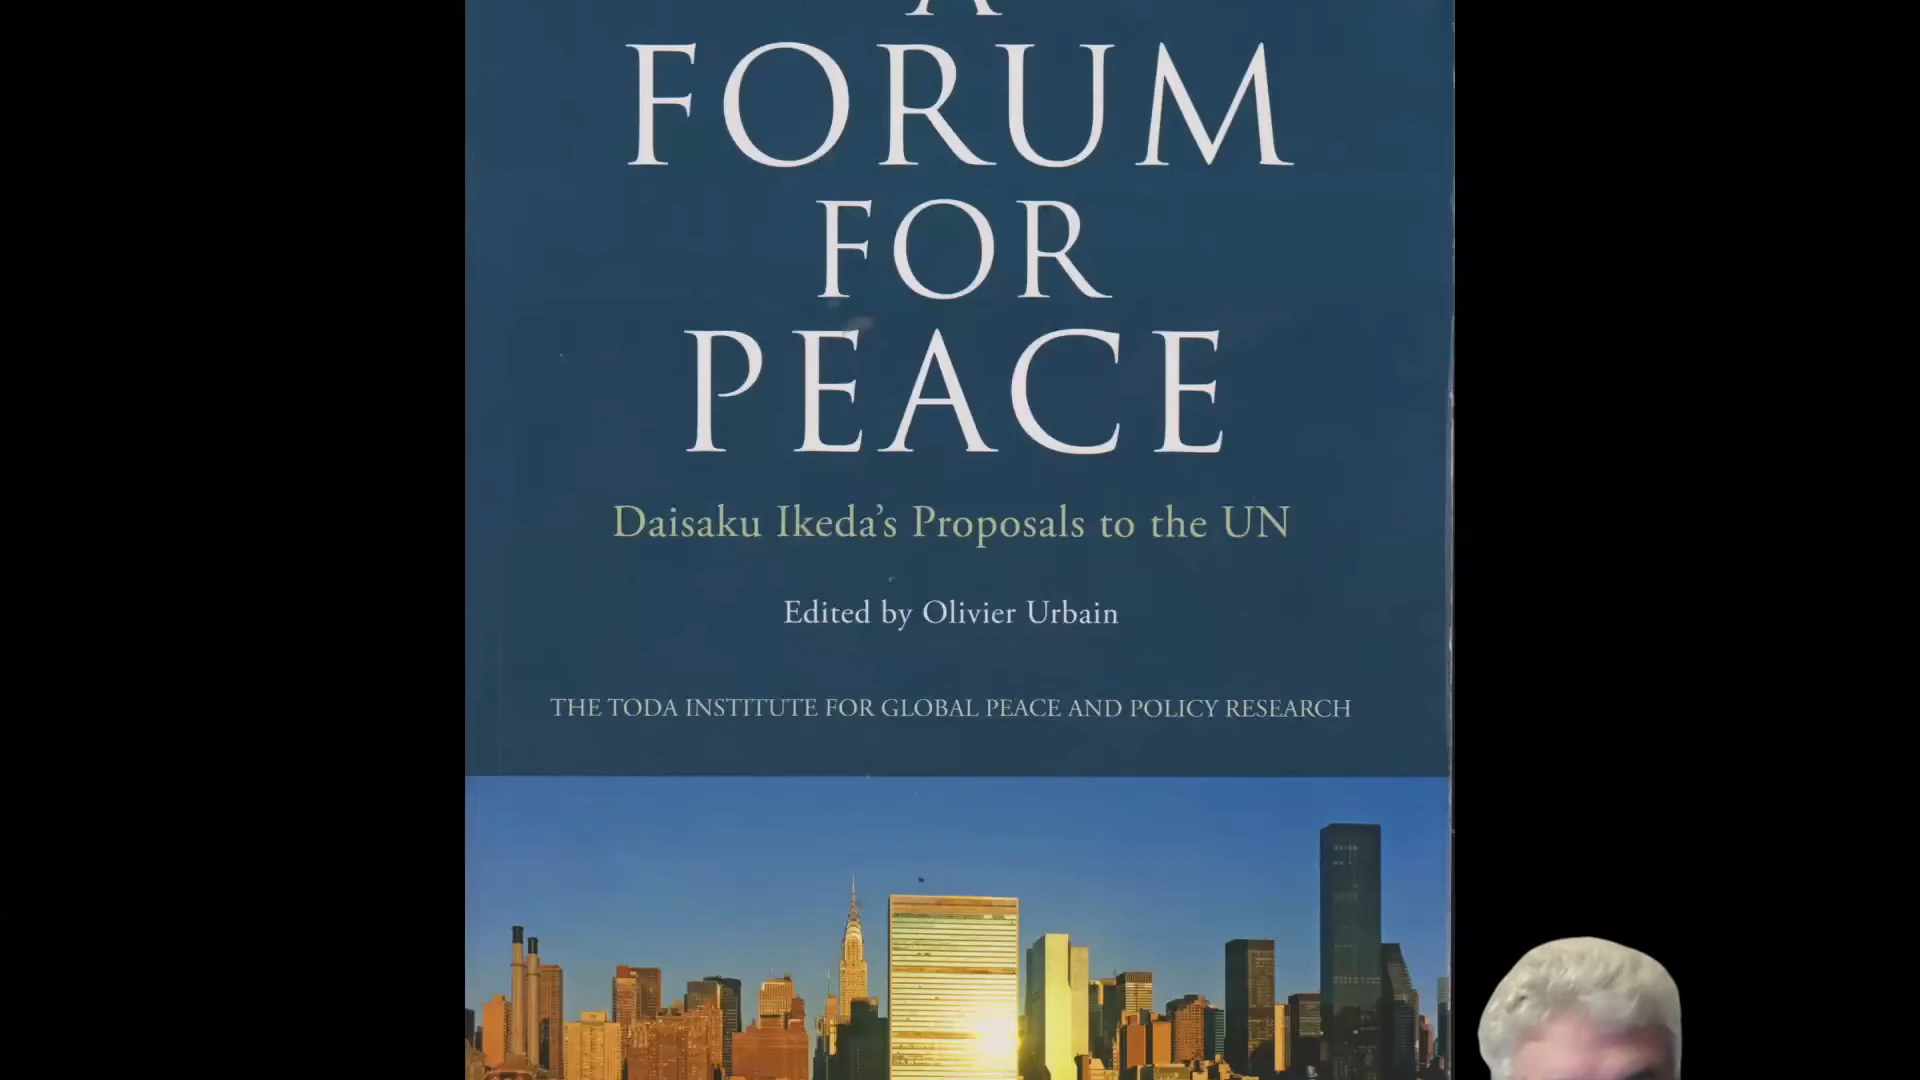 A
FORUM
FOR
PEACE
Daisaku Ikeda's Proposals to the UN
Edited by Olivier Urbain
THE TODA INSTITUTE FOR GLOBAL PEACE AND POLICY RESEARCH